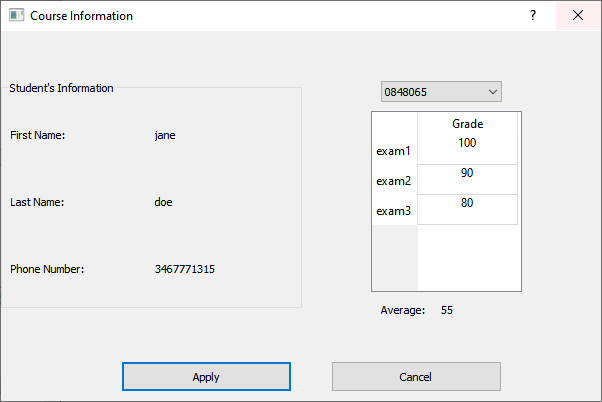 Course Information
?
Student's Information
First Name: jane
Last Name: doe
Phone Number: 3467771315
0848065
Grade
exam1 100
exam2 90
exam3 80
Average: 55
Apply Cancel